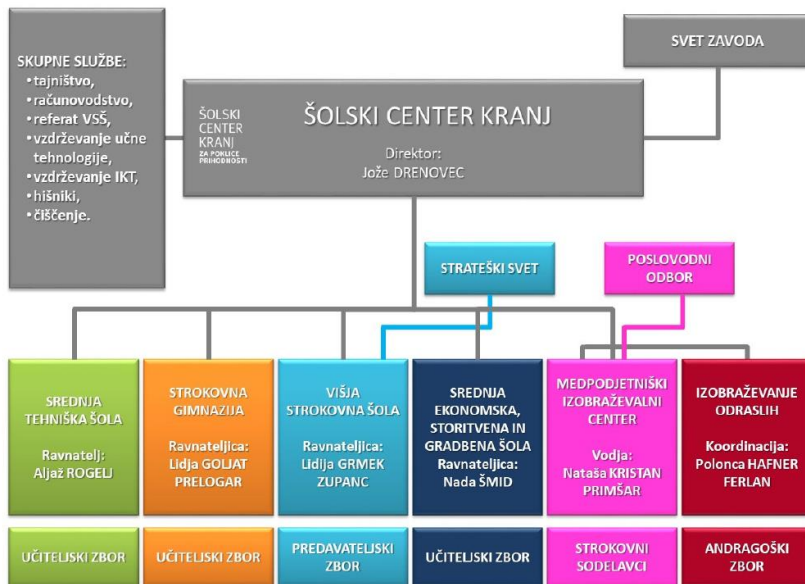 SKUPNE SLUŽBE:
• tajništvo,
• računovodstvo,
• referat VSŠ,
• vzdrževanje učne
tehnologije,
• vzdrževanje IKT,
• hišniki,
• čiščenje.
SVET ZAVODA
ŠOLSKI
CENTER
KRANJ
ZA POKLICE
PRIHODNOSTI
ŠOLSKI CENTER KRANJ
Direktor:
Jože DRENOVEC
STRATEŠKI SVET
POSLOVODNI
ODBOR
SREDNJA
TEHNIŠKA ŠOLA
Ravnatelj:
Aljaž ROGELJ
UČITELJSKI ZBOR
STROKOVNA
GIMNAZIJA
Ravnateljica:
Lidja GOLJAT
PRELOGAR
UČITELJSKI ZBOR
VIŠJA
STROKOVNA ŠOLA
Ravnateljica:
Lidija GRMEK
ZUPANC
PREDAVATELJSKI
ZBOR
SREDNJA
EKONOMSKA,
STORITVENA IN
GRADBENA ŠOLA
Ravnateljica:
Nada ŠMID
UČITELJSKI ZBOR
MEDPODJETNIŠKI
IZOBRAŽEVALNI
CENTER
Vodja:
Nataša KRISTAN
PRIMŠAR
STROKOVNI
SODELAVCI
IZOBRAŽEVANJE
ODRASLIH
Koordinacija:
Polonca HAFNER
FERLAN
ANDRAGOŠKI
ZBOR